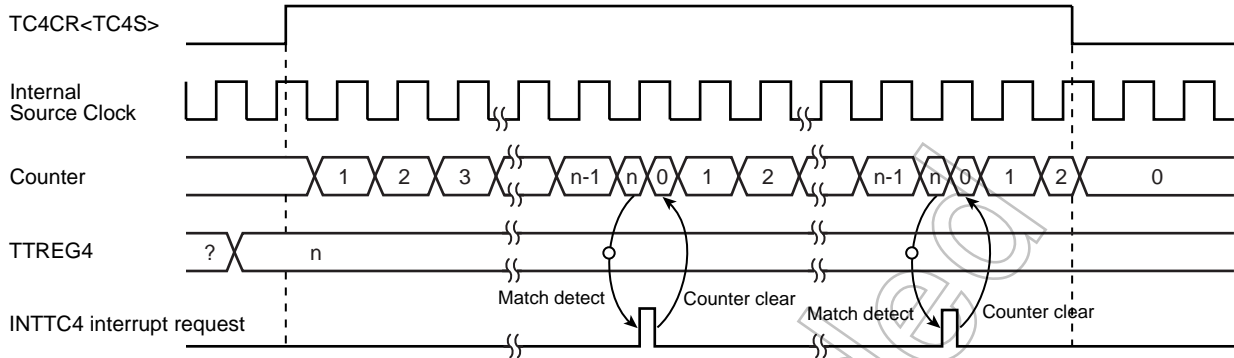 TC4CR<TC4S>
Internal
Source Clock
Counter
1 2 3 n-1 n 0 1 2 n-1 n 0 1 2 0
TTREG4
? n
Match detect Counter clear Match detect Counter clear
INTTC4 interrupt request